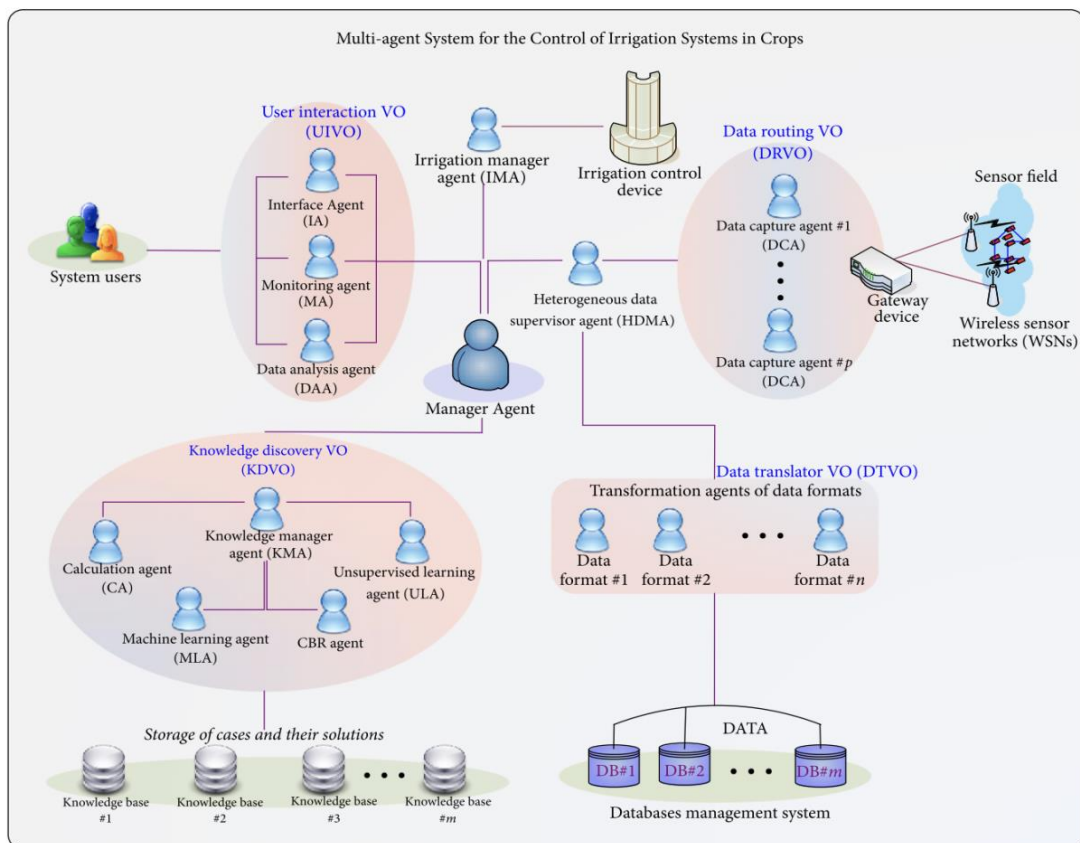 Multi-agent System for the Control of Irrigation Systems in Crops
User interaction VO
(UIVO)
Interface Agent
(IA)
Monitoring agent
(MA)
Data analysis agent
(DAA)
System users
Irrigation manager
agent (IMA)
Irrigation control
device
Data routing VO
(DRVO)
Data capture agent #1
(DCA)
Data capture agent #p
(DCA)
Gateway
device
Sensor field
Wireless sensor
networks (WSNs)
Heterogeneous data
supervisor agent (HDMA)
Manager Agent
Knowledge discovery VO
(KDVO)
Knowledge manager
agent (KMA)
Calculation agent
(CA)
Unsupervised learning
agent (ULA)
Machine learning agent
(MLA)
CBR agent
Data translator VO (DTVO)
Transformation agents of data formats
Data
format #1
Data
format #2
Data
format #n
Storage of cases and their solutions
Knowledge base
#1
Knowledge base
#2
Knowledge base
#3
Knowledge base
#m
DATA
DB#1
DB#2
DB#m
Databases management system